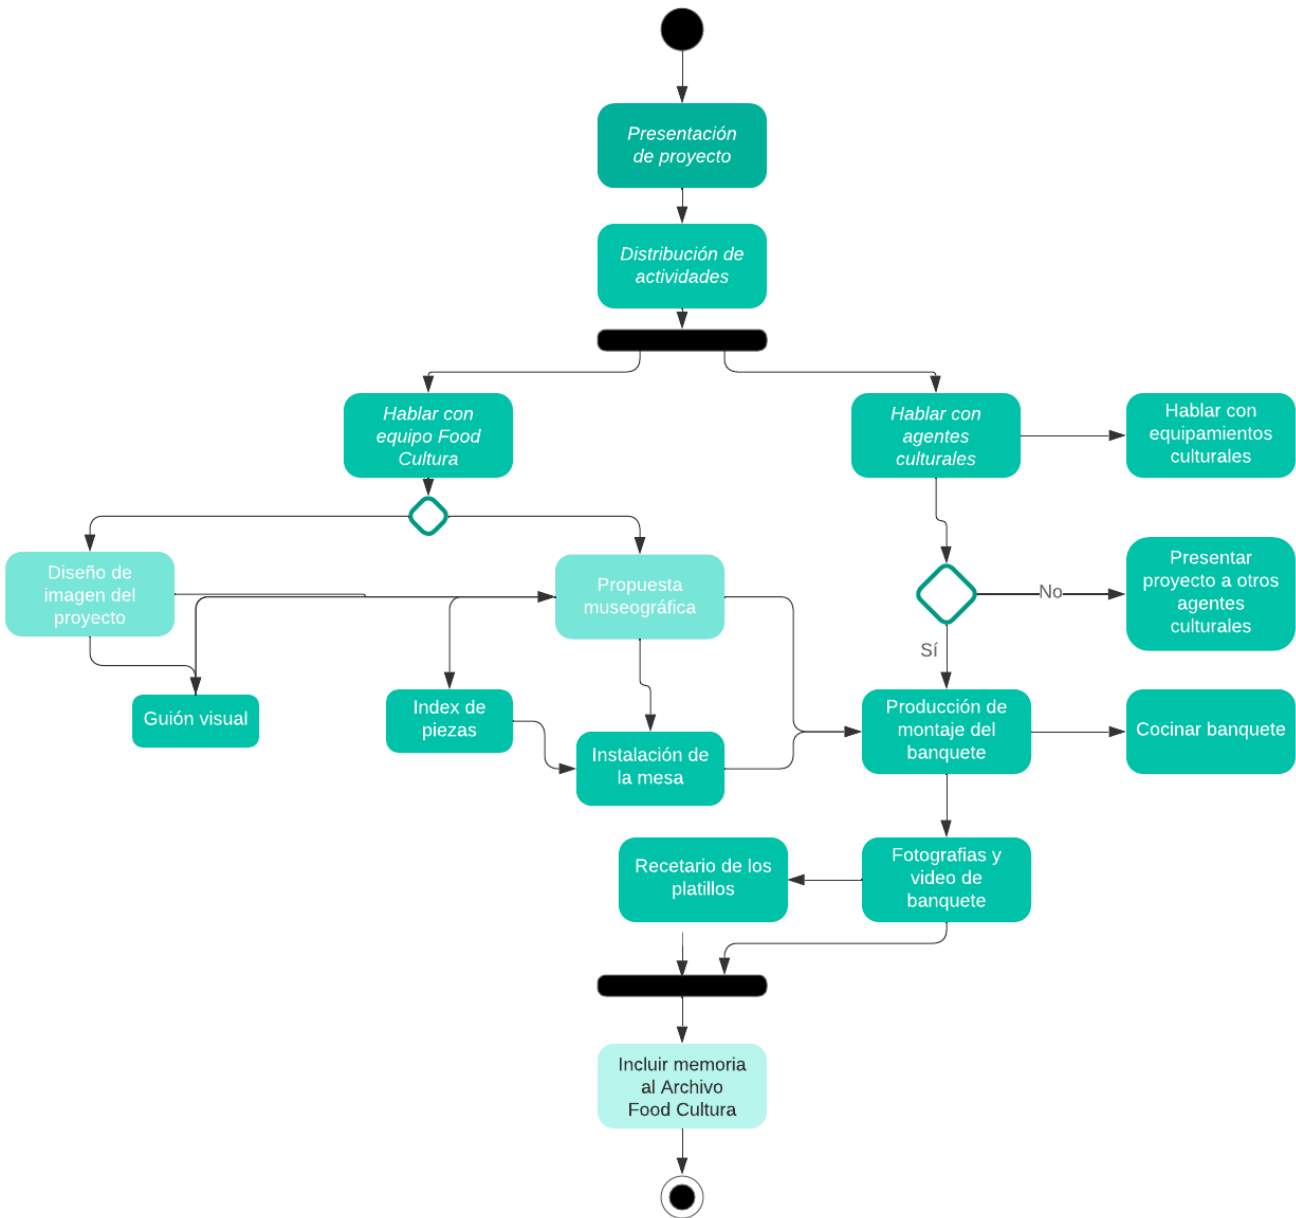 Presentación
de proyecto
Distribución de
actividades
Hablar con
equipo Food
Cultura
Hablar con
agentes
culturales
Hablar con
equipamientos
culturales
Diseño de
imagen del
proyecto
Propuesta
museográfica
No
Presentar
proyecto a otros
agentes
culturales
Sí
Guión visual
Index de
piezas
Instalación de
la mesa
Producción de
montaje del
banquete
Cocinar banquete
Recetario de los
platillos
Fotografias y
video de
banquete
Incluir memoria
al Archivo
Food Cultura